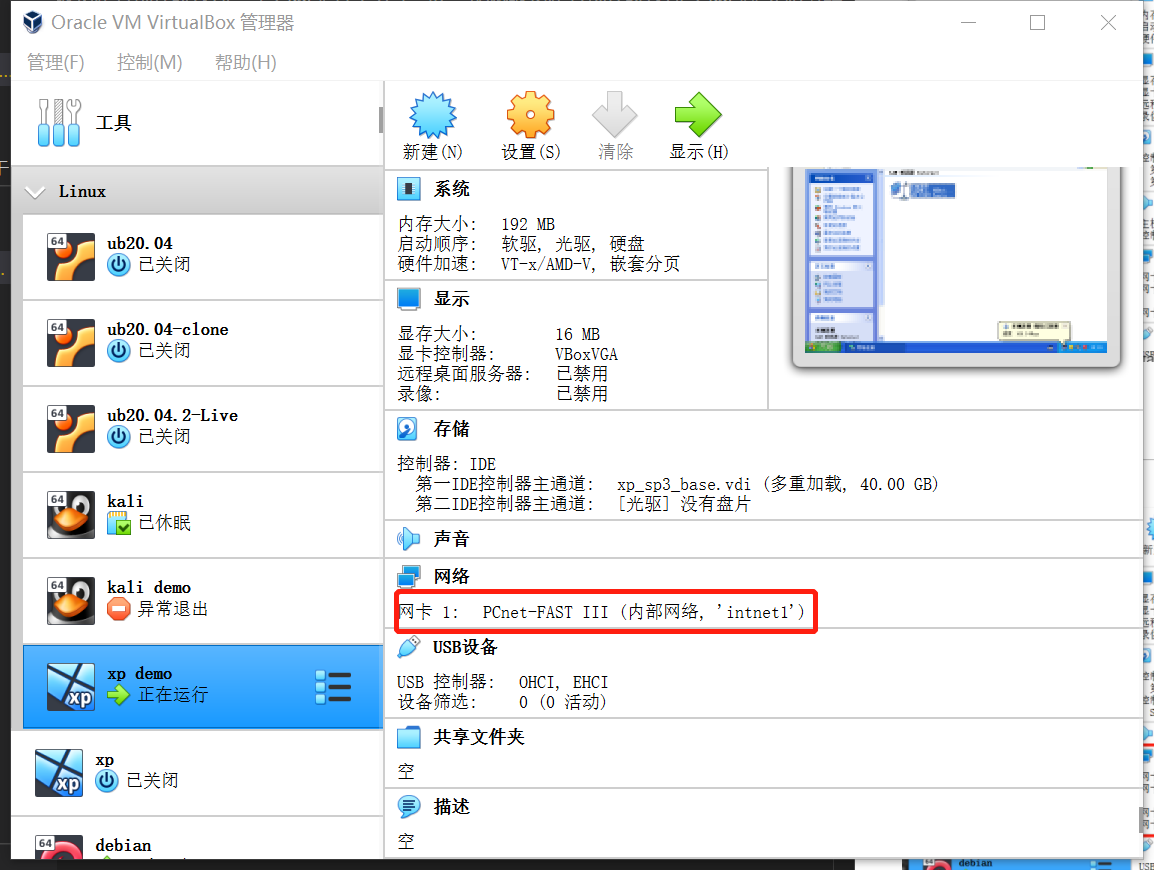 Oracle VM VirtualBox 管理器
管理(F) 控制(M) 帮助(H)
工具
Linux
64
ub20.04
已关闭
64
ub20.04-clone
已关闭
64
ub20.04.2-Live
已关闭
64
kali
已休眠
64
kali demo
异常退出
xp
xp demo
正在运行
xp
xp
已关闭
64
debian
新建(N) 设置(S) 清除 显示(H)
系统
内存大小: 192 MB
启动顺序: 软驱, 光驱, 硬盘
硬件加速: VT-x/AMD-V, 嵌套分页
显示
显存大小: 16 MB
显卡控制器: VBoxVGA
远程桌面服务器: 已禁用
录像: 已禁用
存储
控制器: IDE
第一IDE控制器主通道: xp_sp3_base.vdi (多重加载, 40.00 GB)
第二IDE控制器主通道: [光驱] 没有盘片
声音
网络
网卡 1: PCnet-FAST III (内部网络, 'intnet1')
USB设备
USB 控制器: OHCI, EHCI
设备筛选: 0 (0 活动)
共享文件夹
空
描述
空
debian